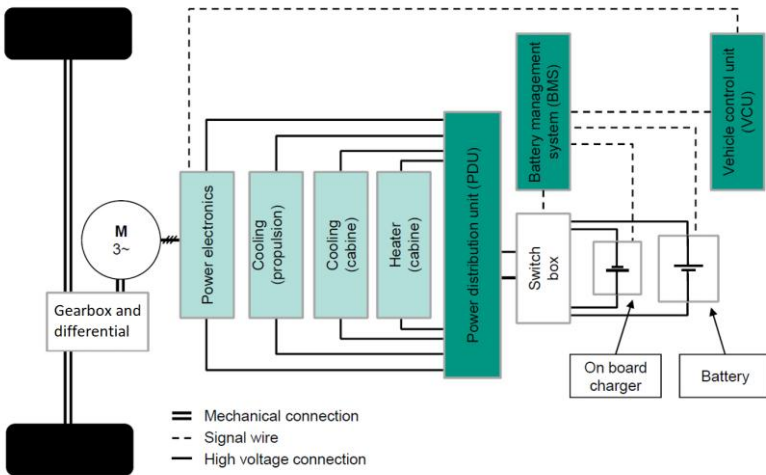 M
3~
Gearbox and
differential
Power electronics
Cooling
(propulsion)
Cooling
(cabine)
Heater
(cabine)
Power distribution unit (PDU)
Battery management
system (BMS)
Switch
box
Vehicle control unit
(VCU)
On board
charger
Battery
Mechanical connection
Signal wire
High voltage connection